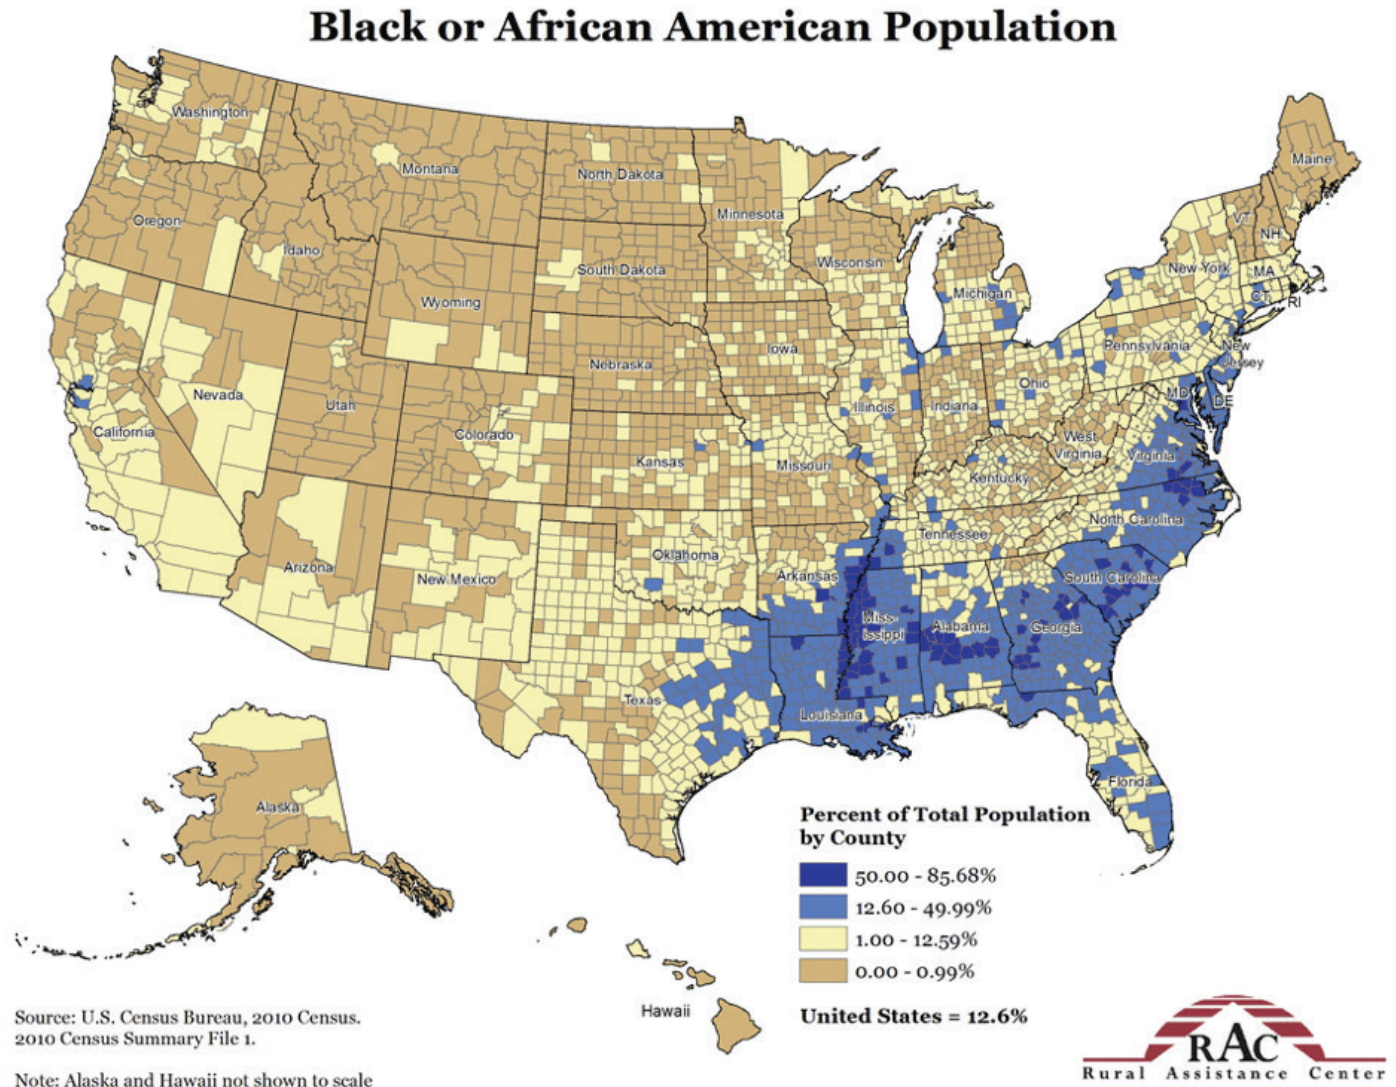 Black or African American Population
Washington
Montana
North Dakota
Minnesota
Maine
Oregon
Idaho
South Dakota
Wisconsin
VT
NH
New York
MA
Michigan
CT
RI
Wyoming
Iowa
Pennsylvania
New
Jersey
Nebraska
Nevada
Utah
Ohio
MD
DE
Illinois
Indiana
California
Colorado
Kansas
Missouri
West
Virginia
Virginia
Kentucky
North Carolina
Tennessee
Oklahoma
Arizona
New Mexico
Arkansas
South Carolina
Miss-
issippi
Alabama
Georgia
Texas
Louisiana
Florida
Alaska
Hawaii
Percent of Total Population
by County
50.00 - 85.68%
12.60 - 49.99%
1.00 - 12.59%
0.00 - 0.99%
United States = 12.6%
Source: U.S. Census Bureau, 2010 Census.
2010 Census Summary File 1.
Note: Alaska and Hawaii not shown to scale
RAC
Rural Assistance Center